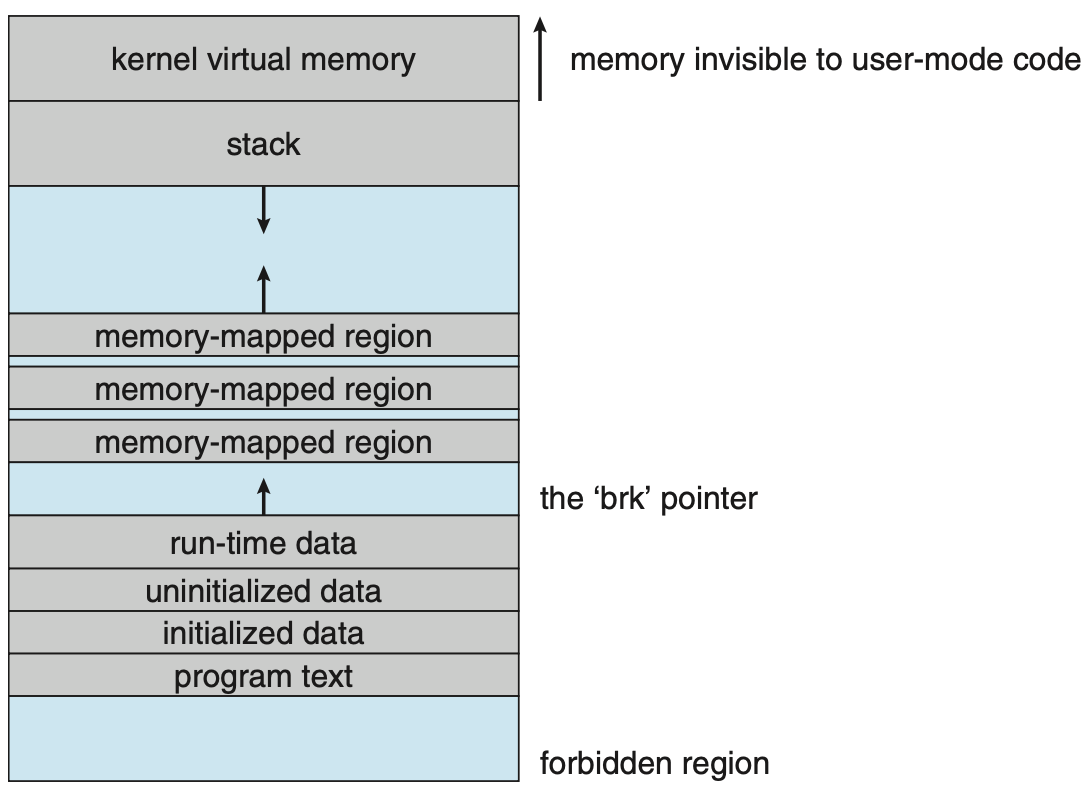 kernel virtual memory
memory invisible to user-mode code
stack
memory-mapped region
memory-mapped region
memory-mapped region
the ‘brk’ pointer
run-time data
uninitialized data
initialized data
program text
forbidden region